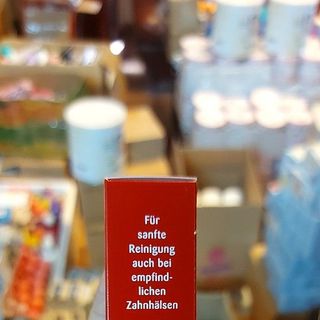 Für
sanfte
Reinigung
auch bei
empfind-
lichen
Zahnhälsen